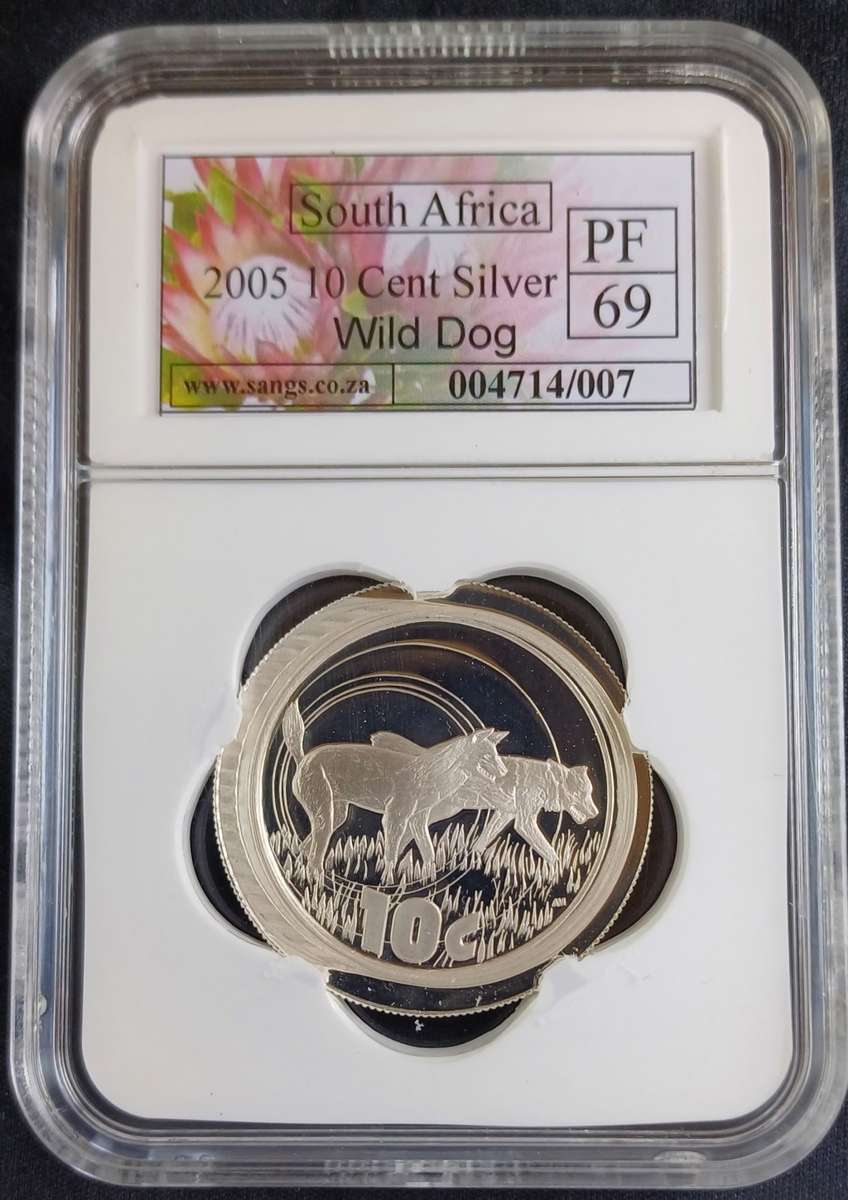 South Africa
PF
2005 10 Cent Silver
69
Wild Dog
www.sangs.co.za
004714/007
10c